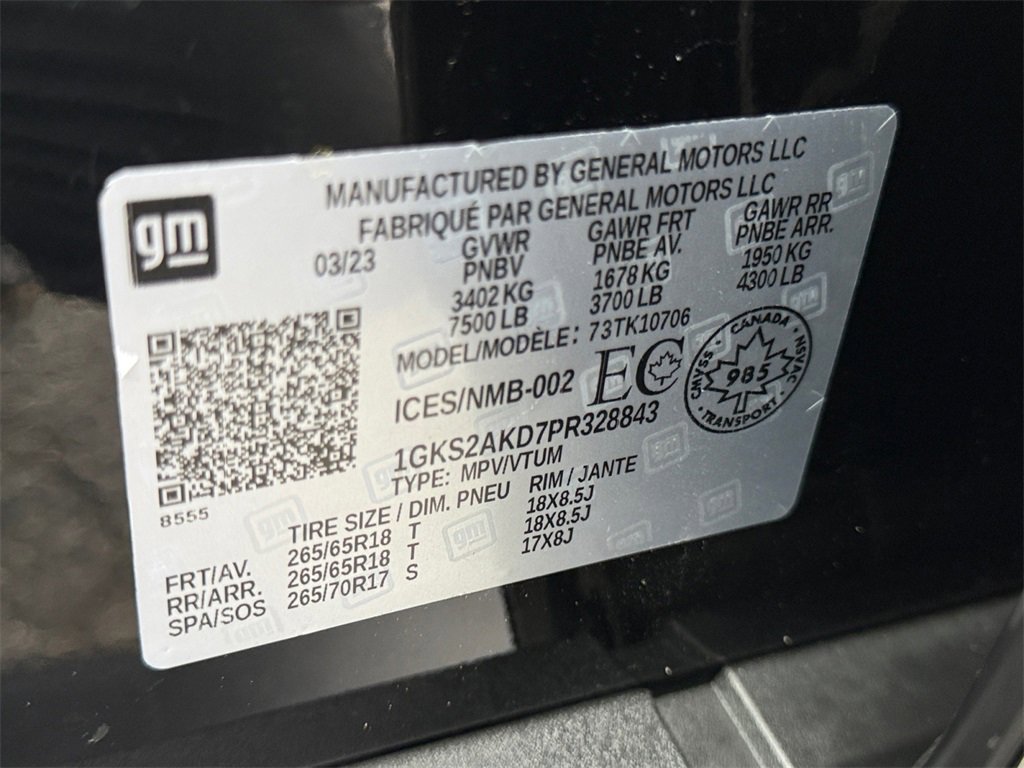 gm
MANUFACTURED BY GENERAL MOTORS LLC
FABRIQUÉ PAR GENERAL MOTORS LLC
03/23
GVWR GAWR FRT GAWR RR
PNBV PNBE AV. PNBE ARR.
3402 KG 1678 KG 1950 KG
7500 LB 3700 LB 4300 LB
MODEL/MODÈLE: 73TK10706
ICES/NMB-002 EC
CANADA
CMVSS 985 NSVAC
TRANSPORT
1GKS2AKD7PR328843
TYPE: MPV/VTUM
8555
TIRE SIZE / DIM. PNEU RIM / JANTE
FRT/AV. 265/65R18 T 18X8.5J
RR/ARR. 265/65R18 T 18X8.5J
SPA/SOS 265/70R17 S 17X8J